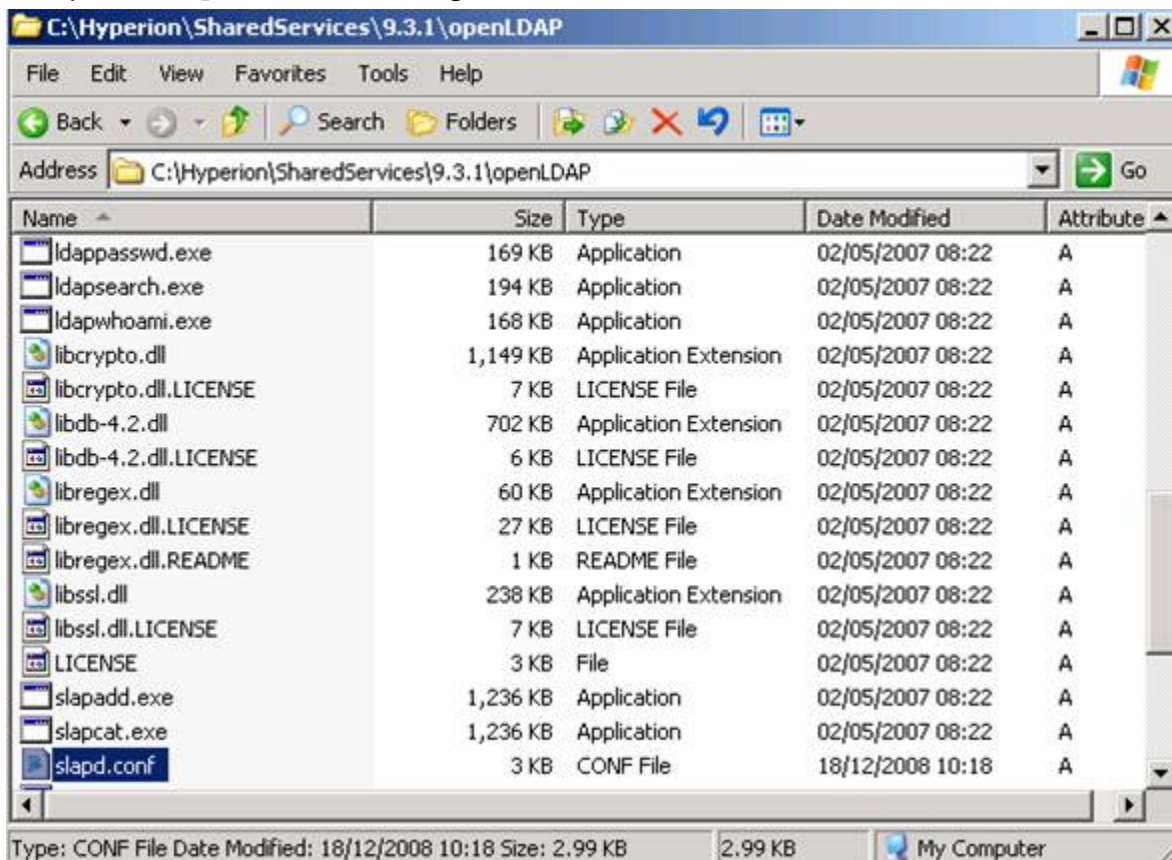 C:\Hyperion\SharedServices\9.3.1\openLDAP
File Edit View Favorites Tools Help
Back Search Folders
Address C:\Hyperion\SharedServices\9.3.1\openLDAP Go
Name Size Type Date Modified Attribute
ldappasswd.exe 169 KB Application 02/05/2007 08:22 A
ldapsearch.exe 194 KB Application 02/05/2007 08:22 A
ldapwhoami.exe 168 KB Application 02/05/2007 08:22 A
libcrypto.dll 1,149 KB Application Extension 02/05/2007 08:22 A
libcrypto.dll.LICENSE 7 KB LICENSE File 02/05/2007 08:22 A
libdb-4.2.dll 702 KB Application Extension 02/05/2007 08:22 A
libdb-4.2.dll.LICENSE 6 KB LICENSE File 02/05/2007 08:22 A
libregex.dll 60 KB Application Extension 02/05/2007 08:22 A
libregex.dll.LICENSE 27 KB LICENSE File 02/05/2007 08:22 A
libregex.dll.README 1 KB README File 02/05/2007 08:22 A
libssl.dll 238 KB Application Extension 02/05/2007 08:22 A
libssl.dll.LICENSE 7 KB LICENSE File 02/05/2007 08:22 A
LICENSE 3 KB File 02/05/2007 08:22 A
slapadd.exe 1,236 KB Application 02/05/2007 08:22 A
slapcat.exe 1,236 KB Application 02/05/2007 08:22 A
slapd.conf 3 KB CONF File 18/12/2008 10:18 A
Type: CONF File Date Modified: 18/12/2008 10:18 Size: 2.99 KB 2.99 KB My Computer